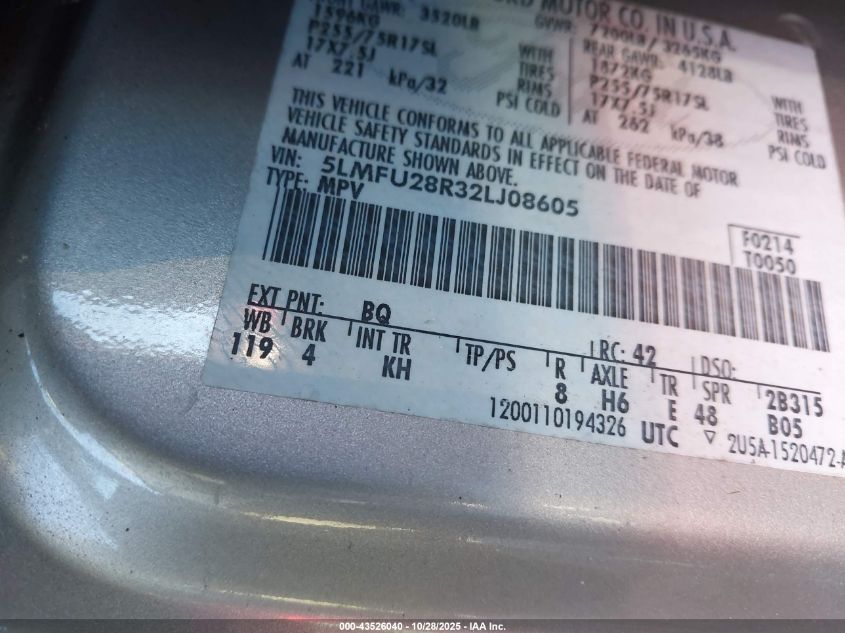 FORD MOTOR CO. IN U.S.A.
FRONT GAWR: 3520LB
1596KG
P255/75R17SL
17X7.5J
AT 221 kPa/32
WITH
TIRES
RIMS
PSI COLD
GVWR: 7200LB/ 3265KG
REAR GAWR: 4128LB
1872KG
P255/75R17SL
17X7.5J
AT 262 kPa/38
WITH
TIRES
RIMS
PSI COLD
THIS VEHICLE CONFORMS TO ALL APPLICABLE FEDERAL MOTOR
VEHICLE SAFETY STANDARDS IN EFFECT ON THE DATE OF
MANUFACTURE SHOWN ABOVE.
VIN: 5LMFU28R32LJ08605
TYPE: MPV
F0214
T0050
EXT PNT: BQ RC: 42 DSO:
WB BRK INT TR TP/PS R AXLE TR SPR 2B315
119 4 KH 8 H6 E 48 B05
1200110194326 UTC ▽ 2U5A-1520472-A
000-43526040 - 10/28/2025 - IAA Inc.